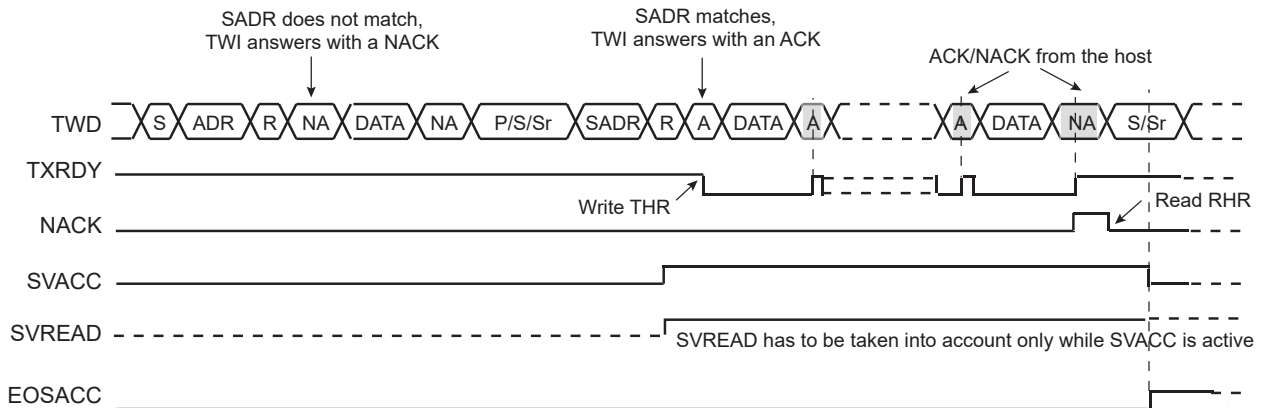 SADR does not match,
TWI answers with a NACK
SADR matches,
TWI answers with an ACK
ACK/NACK from the host
TWD S ADR R NA DATA NA P/S/Sr SADR R A DATA A A DATA NA S/Sr
TXRDY
Write THR
Read RHR
NACK
SVACC
SVREAD
SVREAD has to be taken into account only while SVACC is active
EOSACC